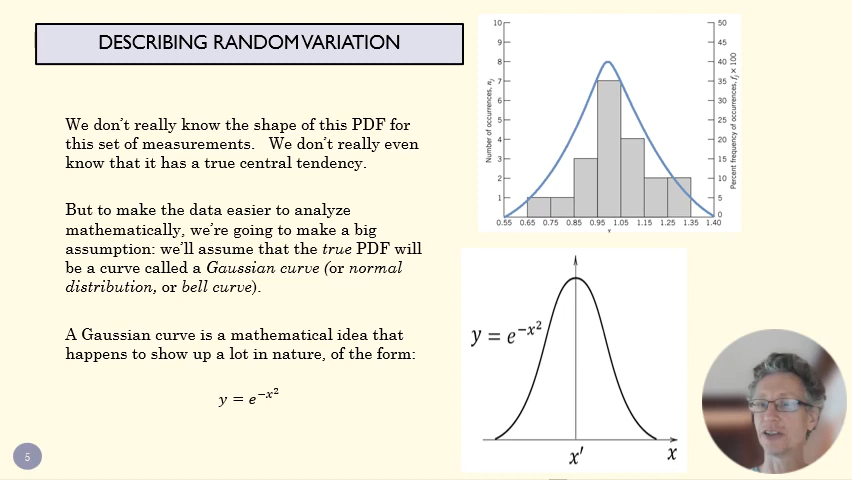 DESCRIBING RANDOM VARIATION
We don't really know the shape of this PDF for
this set of measurements. We don't really even
know that it has a true central tendency.
But to make the data easier to analyze
mathematically, we're going to make a big
assumption: we'll assume that the true PDF will
be a curve called a Gaussian curve (or normal
distribution, or bell curve).
A Gaussian curve is a mathematical idea that
happens to show up a lot in nature, of the form:
y = e^{-x^2}
5
Number of occurrences, n_j
10
9
8
7
6
5
4
3
2
1
0.55 0.65 0.75 0.85 0.95 1.05 1.15 1.25 1.35 1.40
50
45
40
35
30
25
20
15
10
5
0
Percent frequency of occurrences, f_j × 100
y = e^{-x^2}
x′
x